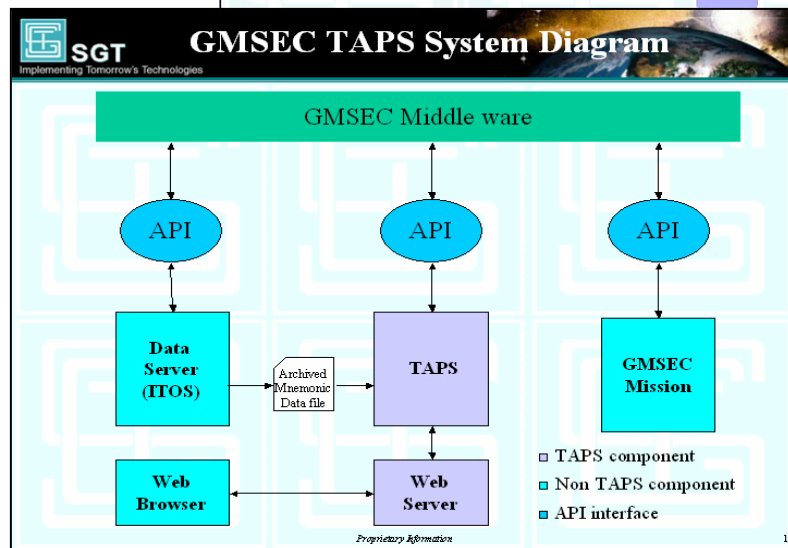 SGT
Implementing Tomorrow's Technologies
GMSEC TAPS System Diagram
GMSEC Middle ware
API
API
API
Data
Server
(ITOS)
Archived
Mnemonic
Data file
TAPS
GMSEC
Mission
Web
Browser
Web
Server
TAPS component
Non TAPS component
API interface
Proprietary Information
1